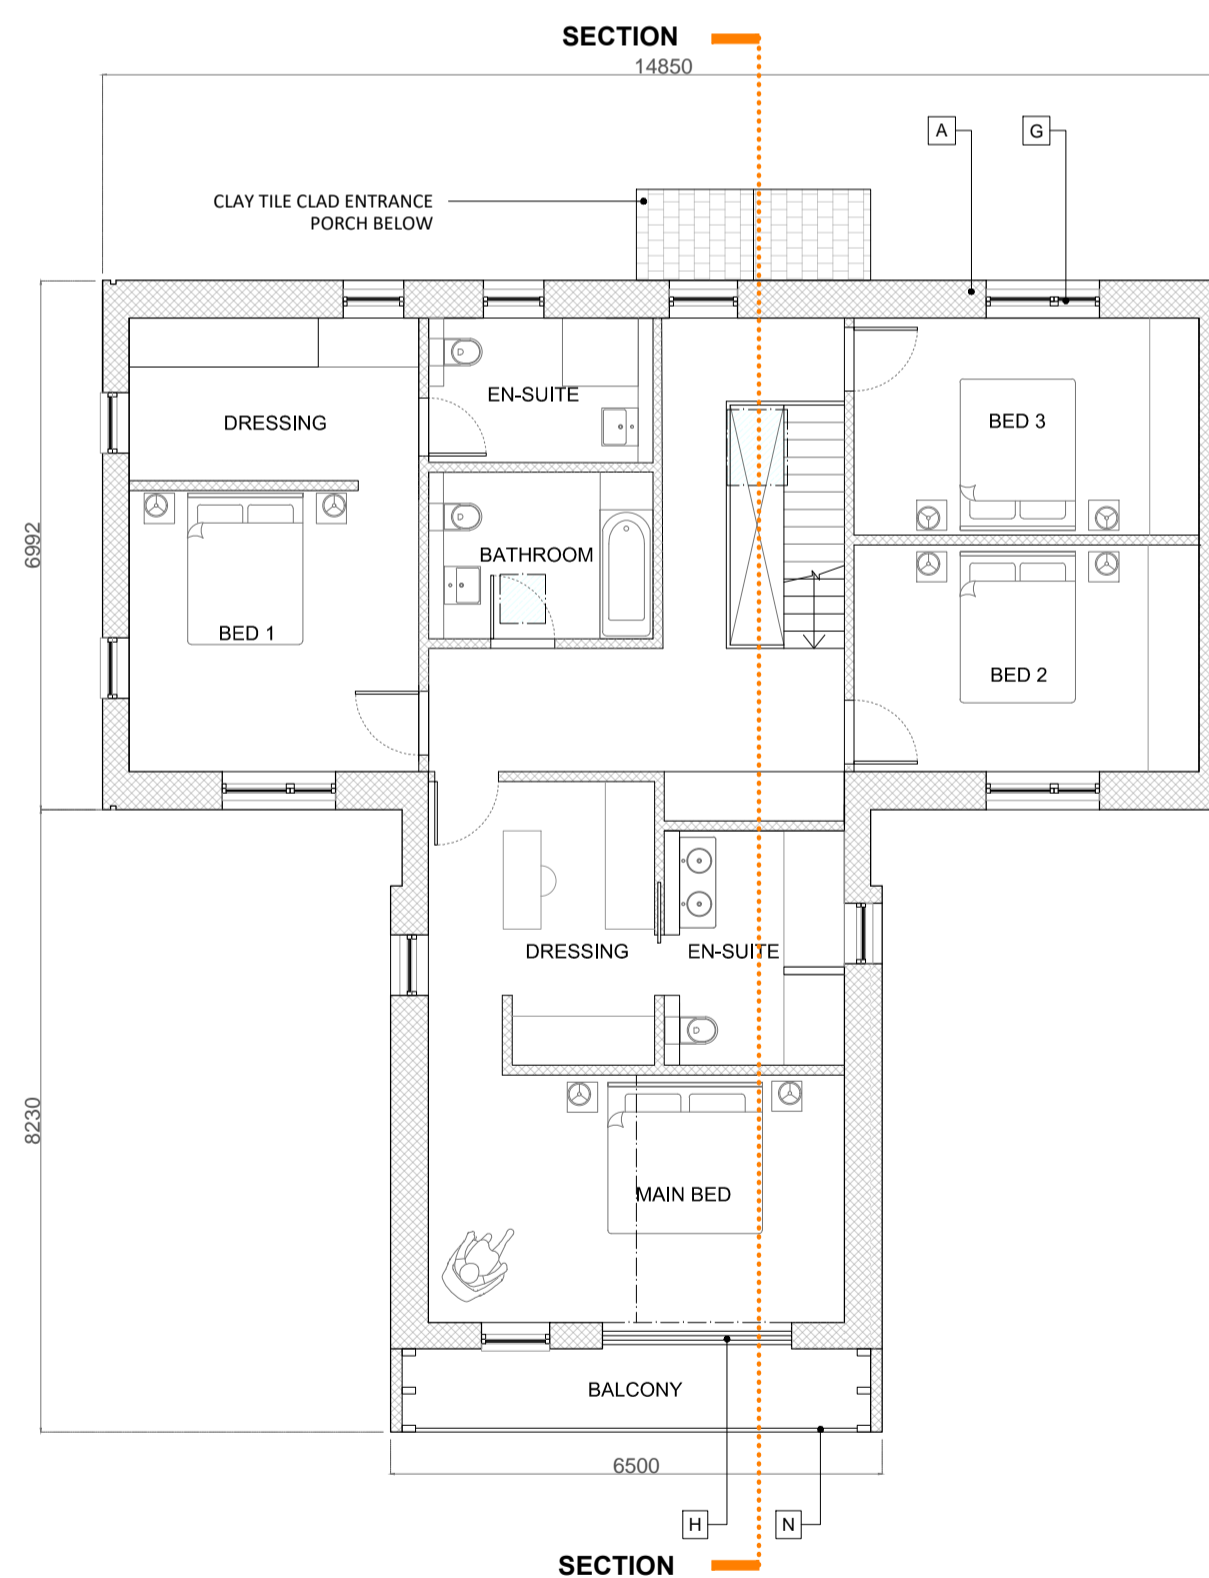 SECTION
14850
A
G
CLAY TILE CLAD ENTRANCE
PORCH BELOW
EN-SUITE
DRESSING
BED 3
6992
BATHROOM
BED 1
BED 2
DRESSING
EN-SUITE
8230
MAIN BED
BALCONY
6500
H
N
SECTION